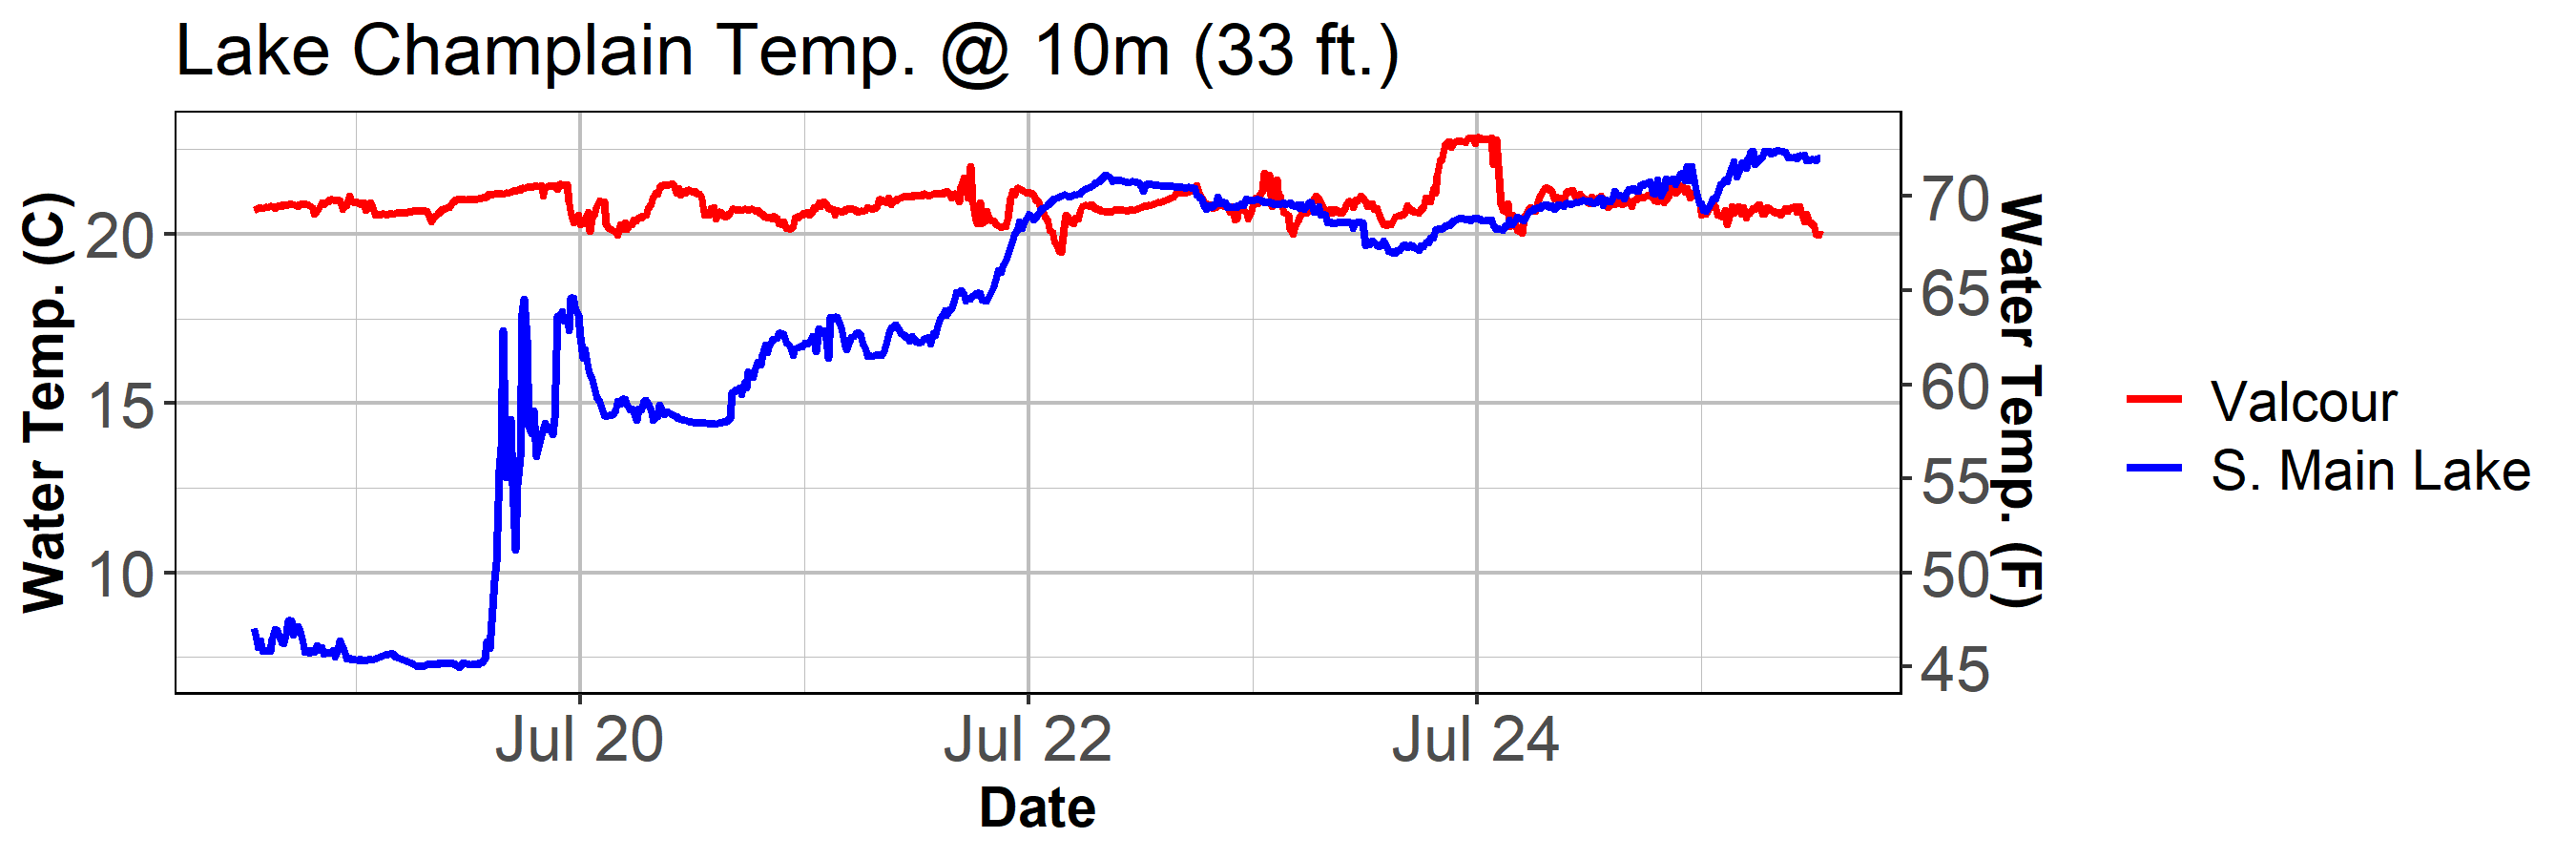 Lake Champlain Temp. @ 10m (33 ft.)
Water Temp. (C)
20
15
10
70
65
60
55
50
45
Water Temp. (F)
Jul 20
Jul 22
Jul 24
Date
Valcour
S. Main Lake